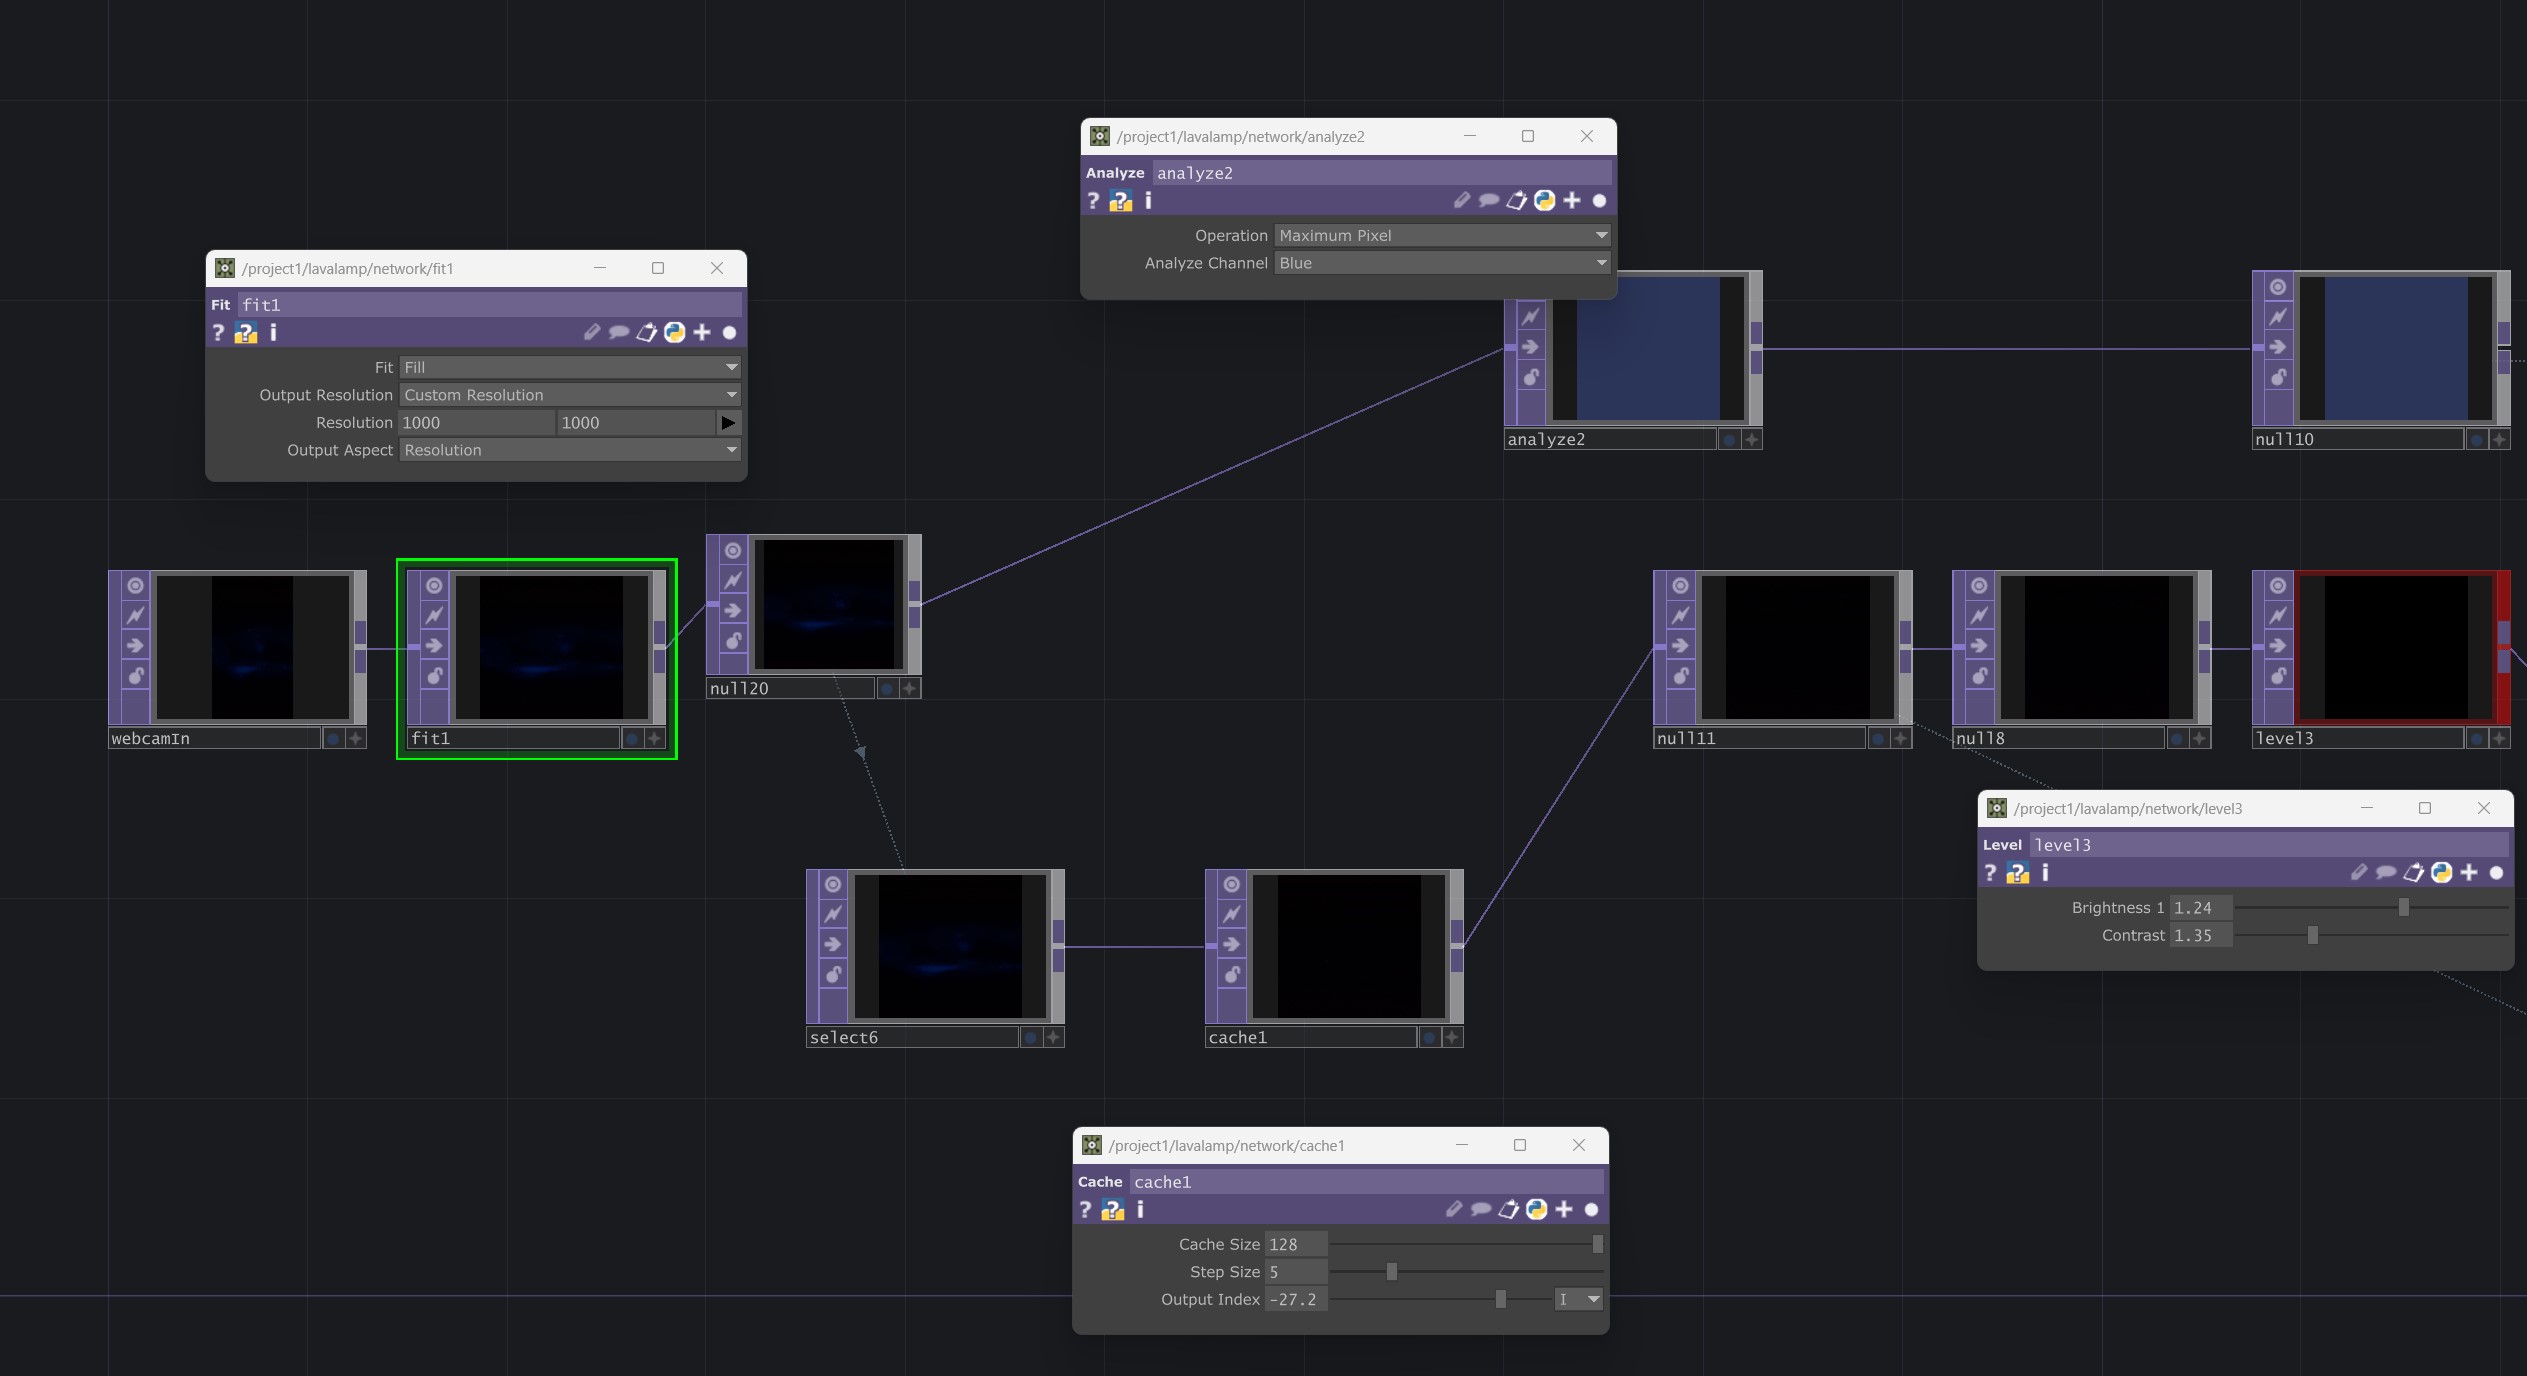 /project1/lavalamp/network/analyze2
Analyze analyze2
? ? i
Operation Maximum Pixel
Analyze Channel Blue
analyze2
null10
/project1/lavalamp/network/fit1
Fit fit1
? ? i
Fit Fill
Output Resolution Custom Resolution
Resolution 1000 1000
Output Aspect Resolution
webcamIn
fit1
null20
null11
null8
level3
/project1/lavalamp/network/level3
Level level3
? ? i
Brightness 1 1.24
Contrast 1.35
select6
cache1
/project1/lavalamp/network/cache1
Cache cache1
? ? i
Cache Size 128
Step Size 5
Output Index -27.2 I